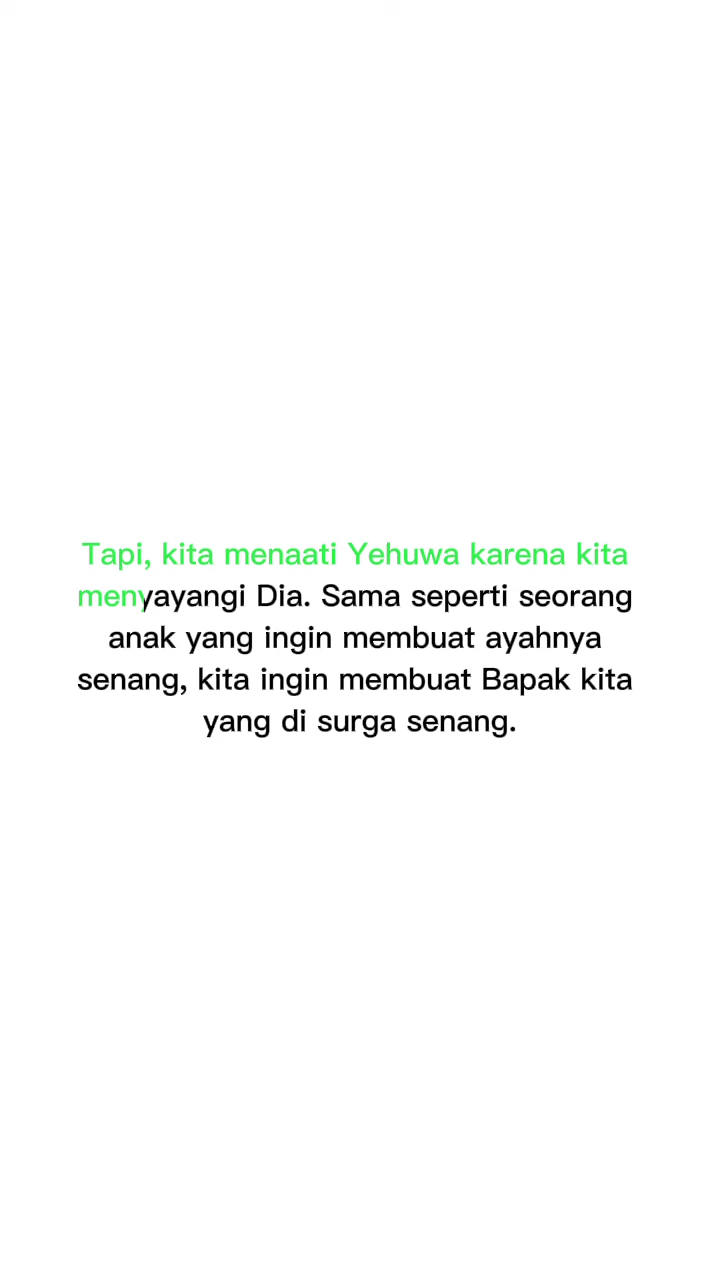 Tapi, kita menaati Yehuwa karena kita
menyayangi Dia. Sama seperti seorang
anak yang ingin membuat ayahnya
senang, kita ingin membuat Bapak kita
yang di surga senang.